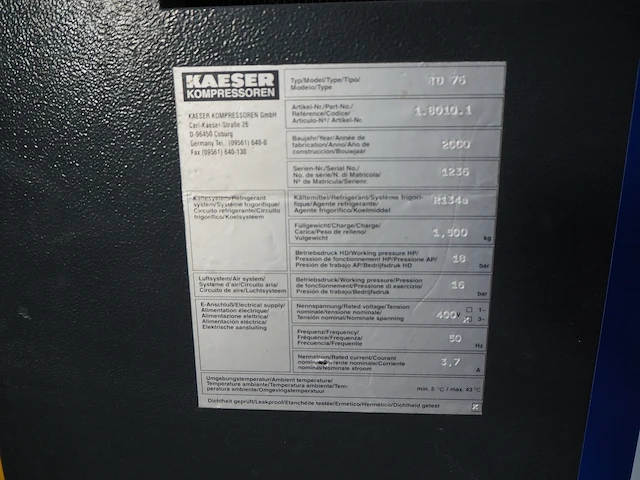 KAESER
KOMPRESSOREN
KAESER KOMPRESSOREN GmbH
Carl-Kaeser-Straße 26
D-96450 Coburg
Germany Tel. (09561) 640-0
Fax (09561) 640-130
Typ/Model/Type/Tipo/
Modelo/Type
TD 76
Artikel-Nr./Part-No./
Référence/Codice/
Articulo-Nº/ Artikel-Nr.
1.8010.1
Baujahr/Year/Année de
fabrication/Anno/Año de
construcción/Bouwjaar
2000
Serien-Nr./Serial No./
No. de série/N. di Matricola/
Nº de Matricula/Serienr.
1236
Kältesystem/Refrigerant
system/Système frigorifique/
Circuito refrigerante/Circuito
frigorifico/Koelsysteem
Kältemittel/Refrigerant/Système frigori-
fique/Agente refrigerante/
Agente frigorifico/Koelmiddel
R134a
Füllgewicht/Charge/Charge/
Carica/Peso de relleno/
Vulgewicht
1,500
kg
Betriebsdruck HD/Working pressure HP/
Pression de fonctionnement HP/Pressione AP/
Presión de trabajo AP/Bedrijfsdruk HD
18
bar
Luftsystem/Air system/
Système d'air/Circuito aria/
Circuito de aire/Luchtsysteem
Betriebsdruck/Working pressure/Pression
de fonctionnement/Pressione di esercizio/
Presión de trabajo/Bedrijfsdruk
16
bar
E-Anschluß/Electrical supply/
Alimentation électrique/
Alimentazione elettrica/
Alimentación eléctrica/
Elektrische aansluiting
Nennspannung/Rated voltage/Tension
nominale/tensione nominale/
Tensión nominal/Nominale spanning
400
V
1~
3~
Frequenz/Frequency/
Fréquence/Frequenza/
Frecuencia/Frequentie
50
Hz
Nennstrom/Rated current/Courant
nominal/Corrente nominale/Corriente
nominal/Nominale stroom
3,7
A
Umgebungstemperatur/Ambient temperature/
Température ambiante/Temperatura ambiente/Tem-
peratura ambiente/Omgevingstemperatuur
min. 5 °C / max. 43 °C
Dichtheit geprüft/Leakproof/Etanchéité testée/Ermetico/Hermético/Dichtheid getest